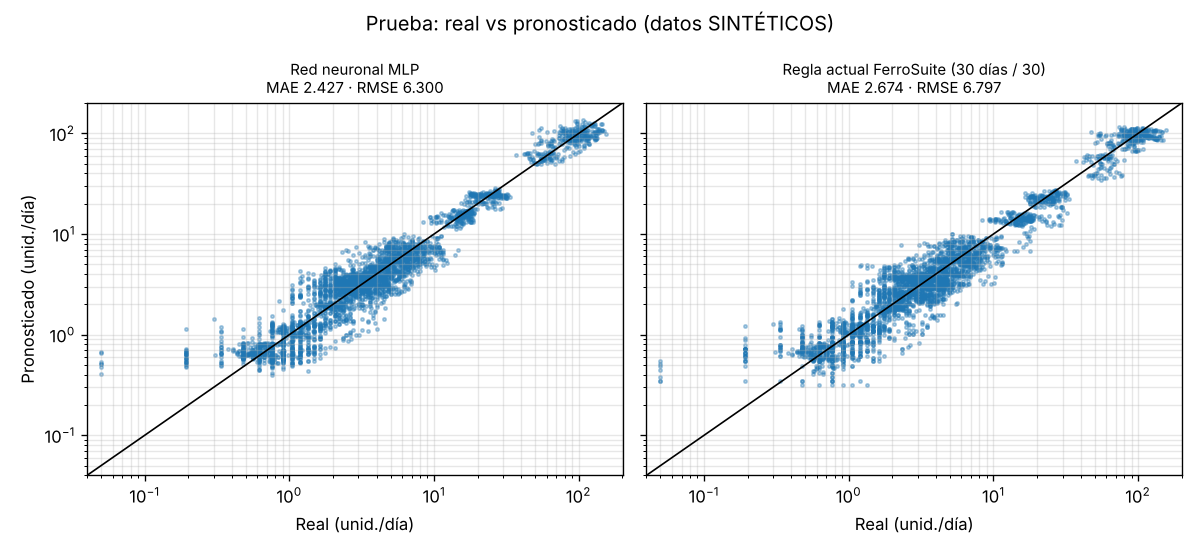 Prueba: real vs pronosticado (datos SINTÉTICOS)
Red neuronal MLP
MAE 2.427 · RMSE 6.300
Pronosticado (unid./día)
10²
10¹
10⁰
10⁻¹
10⁻¹
10⁰
10¹
10²
Real (unid./día)
Regla actual FerroSuite (30 días / 30)
MAE 2.674 · RMSE 6.797
10⁻¹
10⁰
10¹
10²
Real (unid./día)